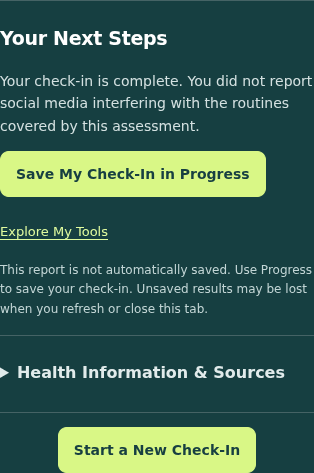 Your Next Steps
Your check-in is complete. You did not report
social media interfering with the routines
covered by this assessment.
Save My Check-In in Progress
Explore My Tools
This report is not automatically saved. Use Progress
to save your check-in. Unsaved results may be lost
when you refresh or close this tab.
Health Information & Sources
Start a New Check-In